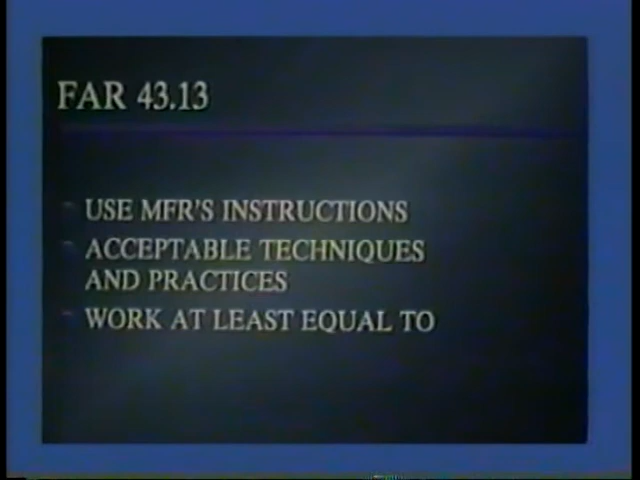 FAR 43.13
- USE MFR'S INSTRUCTIONS
- ACCEPTABLE TECHNIQUES
AND PRACTICES
- WORK AT LEAST EQUAL TO